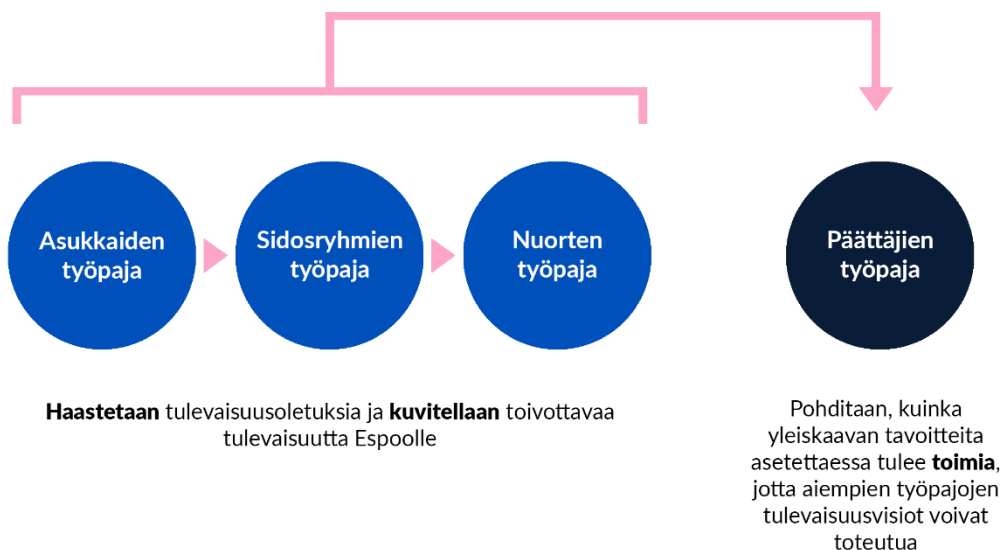 Asukkaiden
työpaja
Sidosryhmien
työpaja
Nuorten
työpaja
Päättäjien
työpaja
Haastetaan tulevaisuusoletuksia ja kuvitellaan toivottavaa
tulevaisuutta Espoolle
Pohditaan, kuinka
yleiskaavan tavoitteita
asetettaessa tulee toimia,
jotta aiempien työpajojen
tulevaisuusvisiot voivat
toteutua